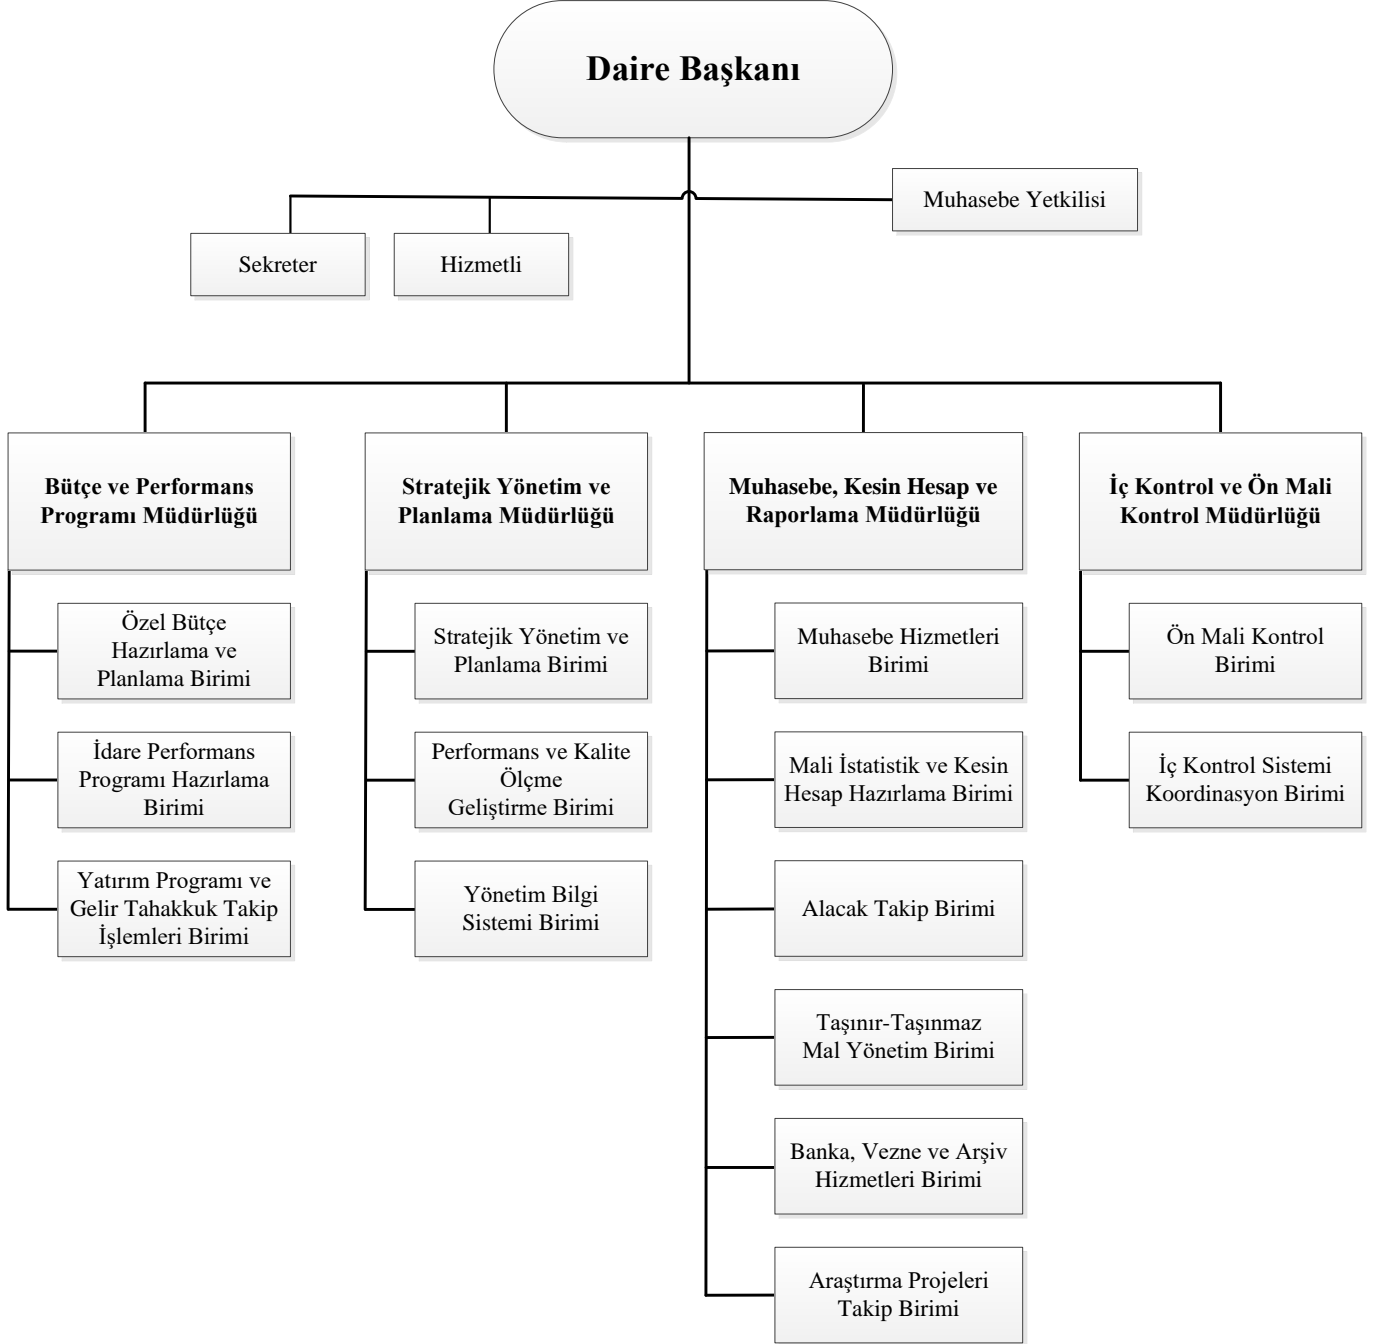 Daire Başkanı
Muhasebe Yetkilisi
Sekreter
Hizmetli
Bütçe ve Performans
Programı Müdürlüğü
Stratejik Yönetim ve
Planlama Müdürlüğü
Muhasebe, Kesin Hesap ve
Raporlama Müdürlüğü
İç Kontrol ve Ön Mali
Kontrol Müdürlüğü
Özel Bütçe
Hazırlama ve
Planlama Birimi
İdare Performans
Programı Hazırlama
Birimi
Yatırım Programı ve
Gelir Tahakkuk Takip
İşlemleri Birimi
Stratejik Yönetim ve
Planlama Birimi
Performans ve Kalite
Ölçme
Geliştirme Birimi
Yönetim Bilgi
Sistemi Birimi
Muhasebe Hizmetleri
Birimi
Mali İstatistik ve Kesin
Hesap Hazırlama Birimi
Alacak Takip Birimi
Taşınır-Taşınmaz
Mal Yönetim Birimi
Banka, Vezne ve Arşiv
Hizmetleri Birimi
Araştırma Projeleri
Takip Birimi
Ön Mali Kontrol
Birimi
İç Kontrol Sistemi
Koordinasyon Birimi